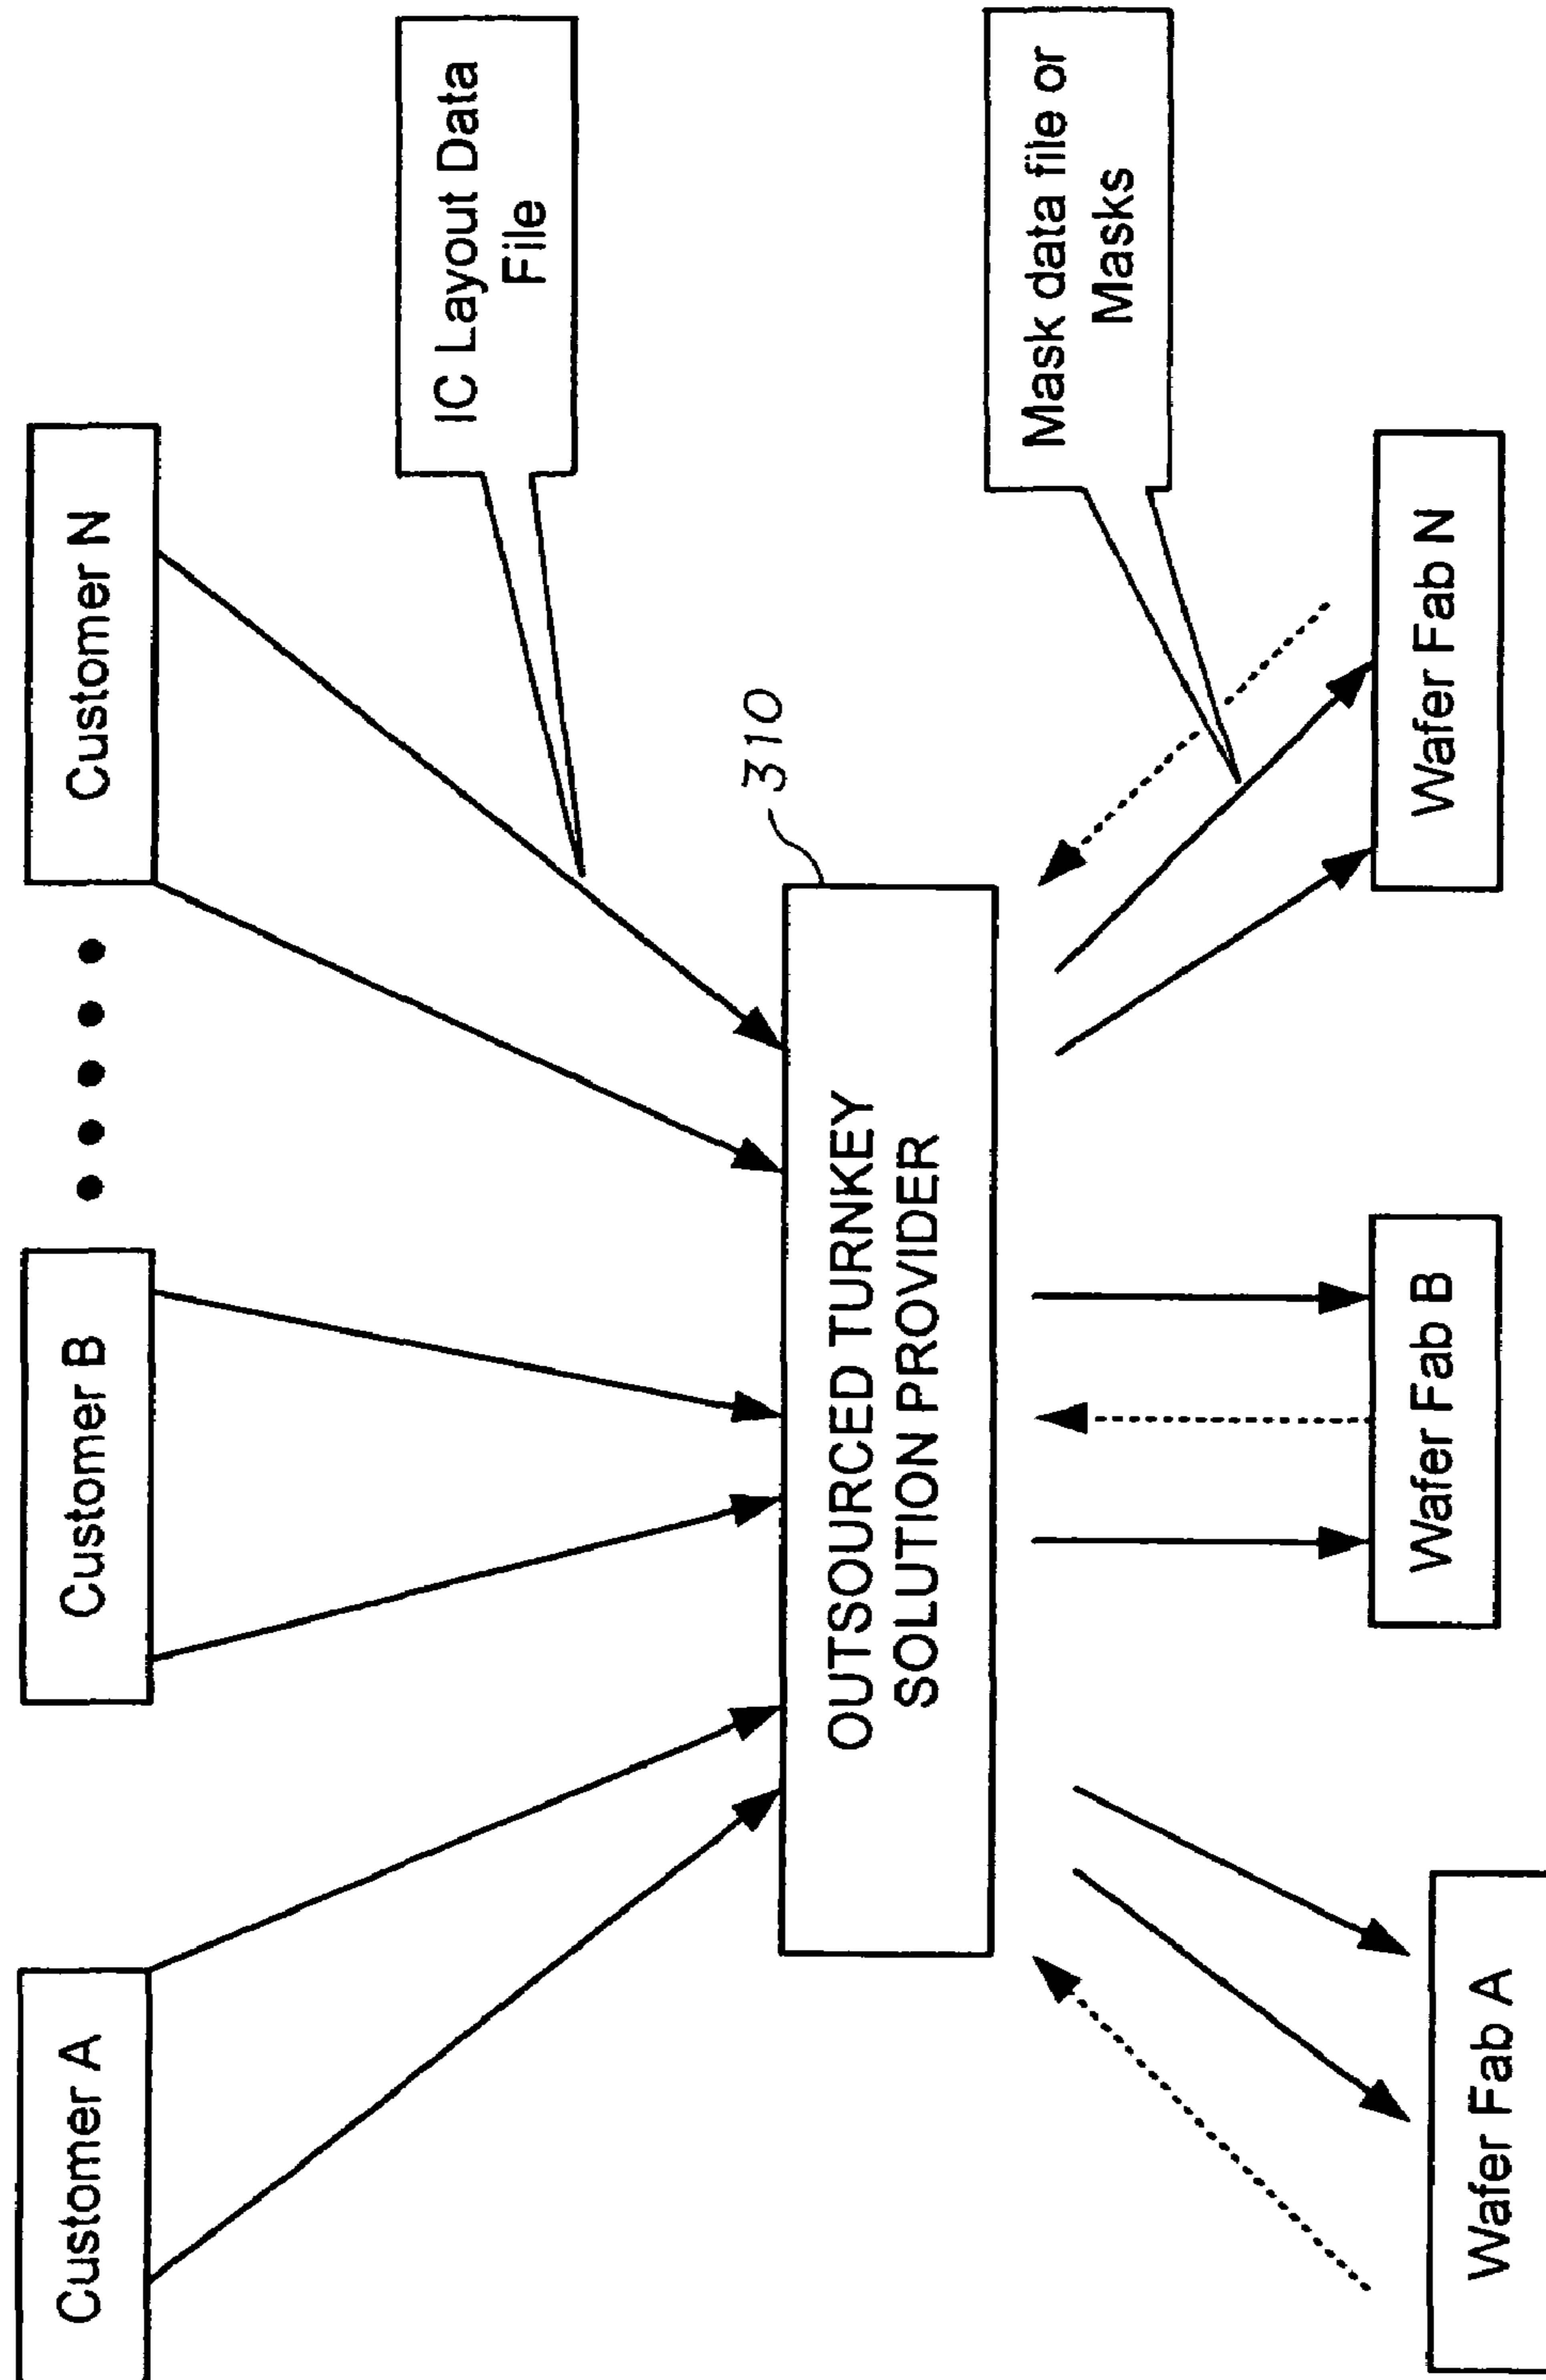 Customer A
Customer B
Customer N
IC Layout Data
File
310
OUTSOURCED TURNKEY
SOLUTION PROVIDER
Mask data file or
Masks
Wafer Fab A
Wafer Fab B
Wafer Fab N